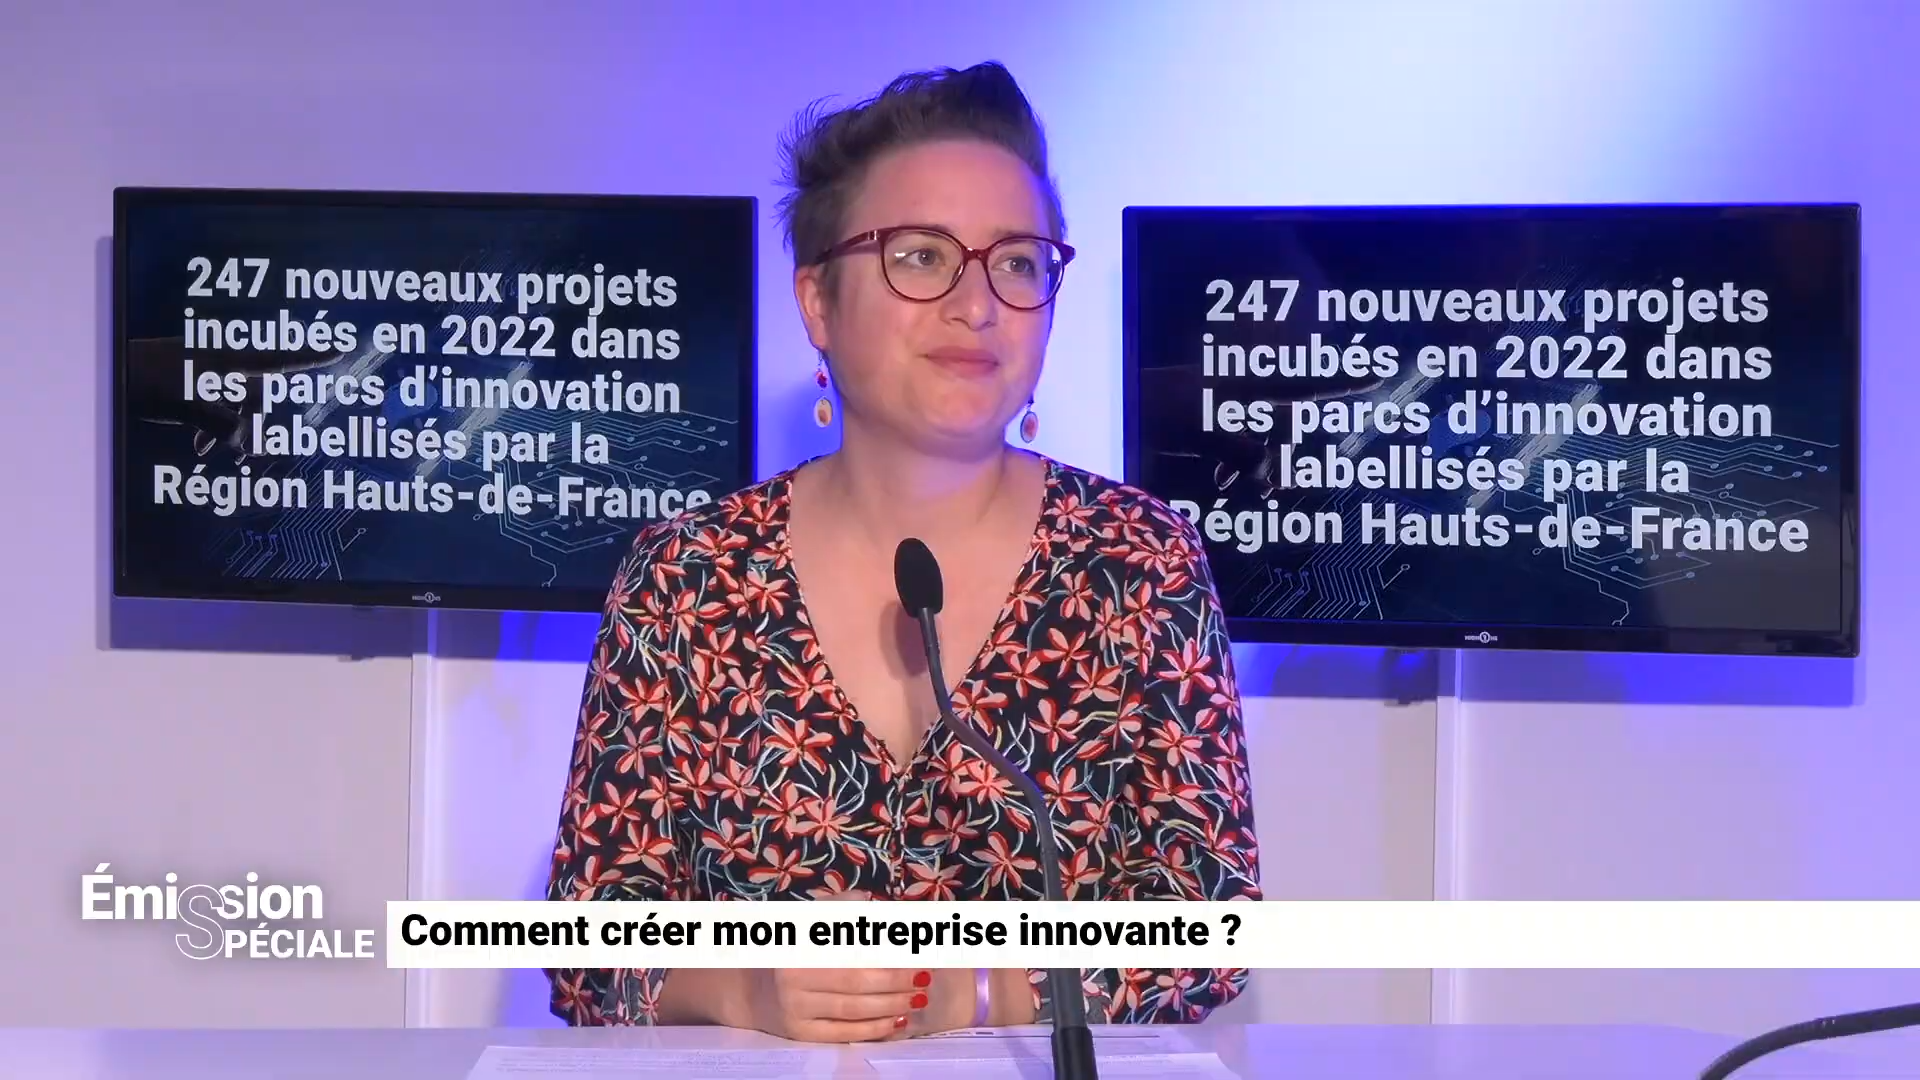 247 nouveaux projets
incubés en 2022 dans
les parcs d'innovation
labellisés par la
Région Hauts-de-France
247 nouveaux projets
incubés en 2022 dans
les parcs d'innovation
labellisés par la
Région Hauts-de-France
Émission
SPÉCIALE
Comment créer mon entreprise innovante ?